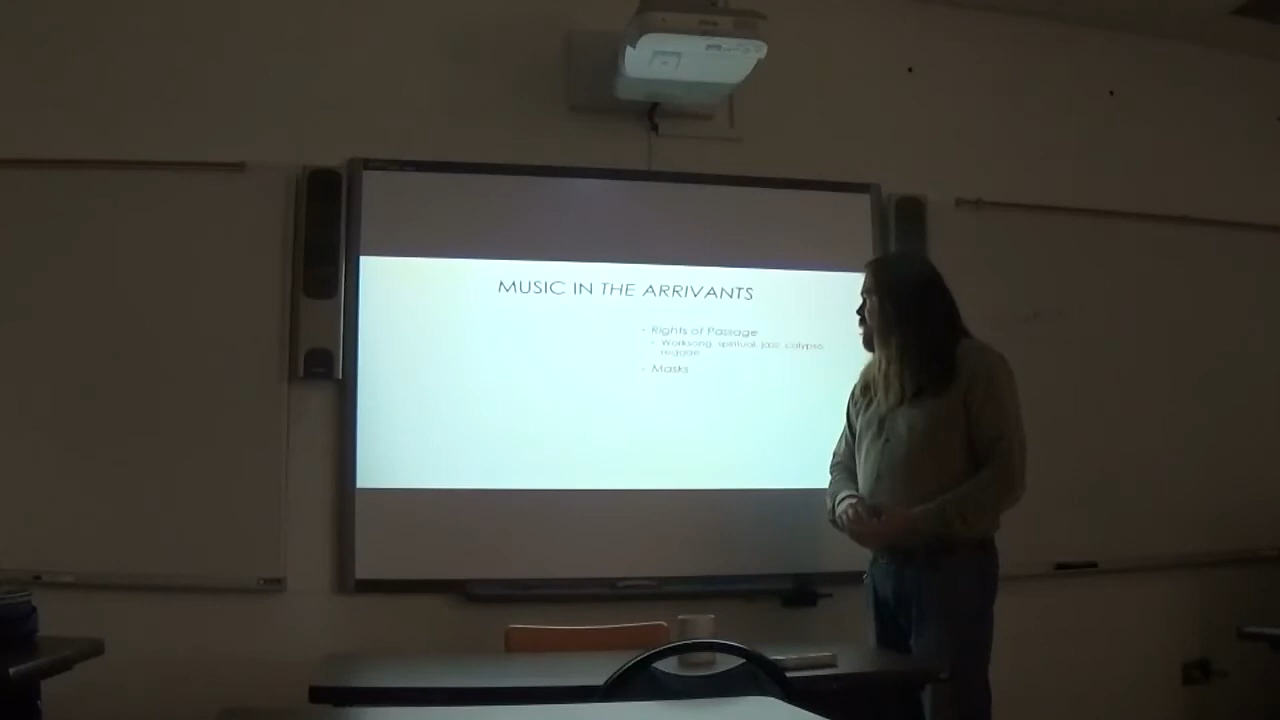 MUSIC IN THE ARRIVANTS
- Rights of Passage
- Worksong, spiritual, jazz, calypso,
reggae
- Masks